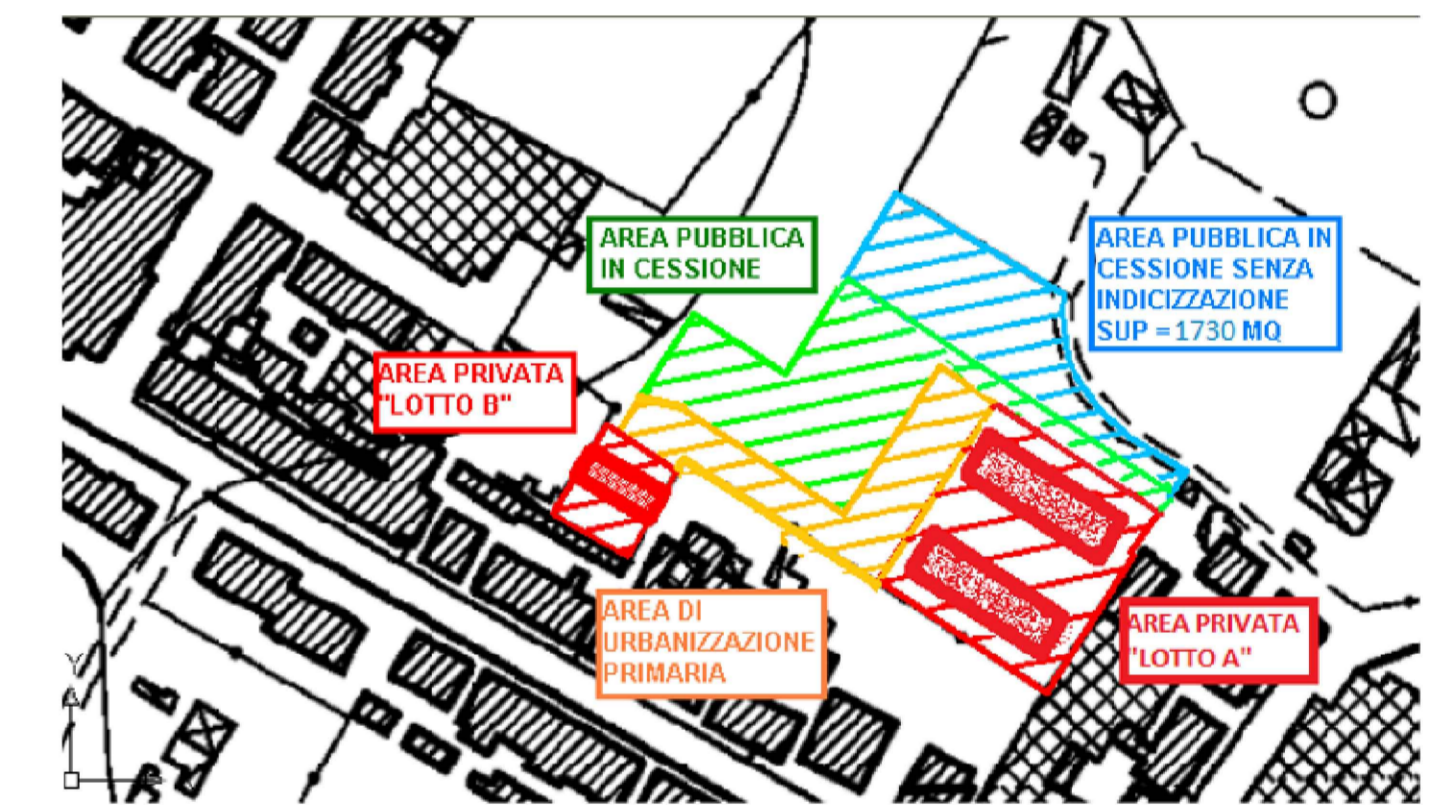 AREA PUBBLICA
IN CESSIONE
AREA PUBBLICA IN
CESSIONE SENZA
INDICIZZAZIONE
SUP = 1730 MQ
AREA PRIVATA
"LOTTO B"
AREA DI
URBANIZZAZIONE
PRIMARIA
AREA PRIVATA
"LOTTO A"
Y